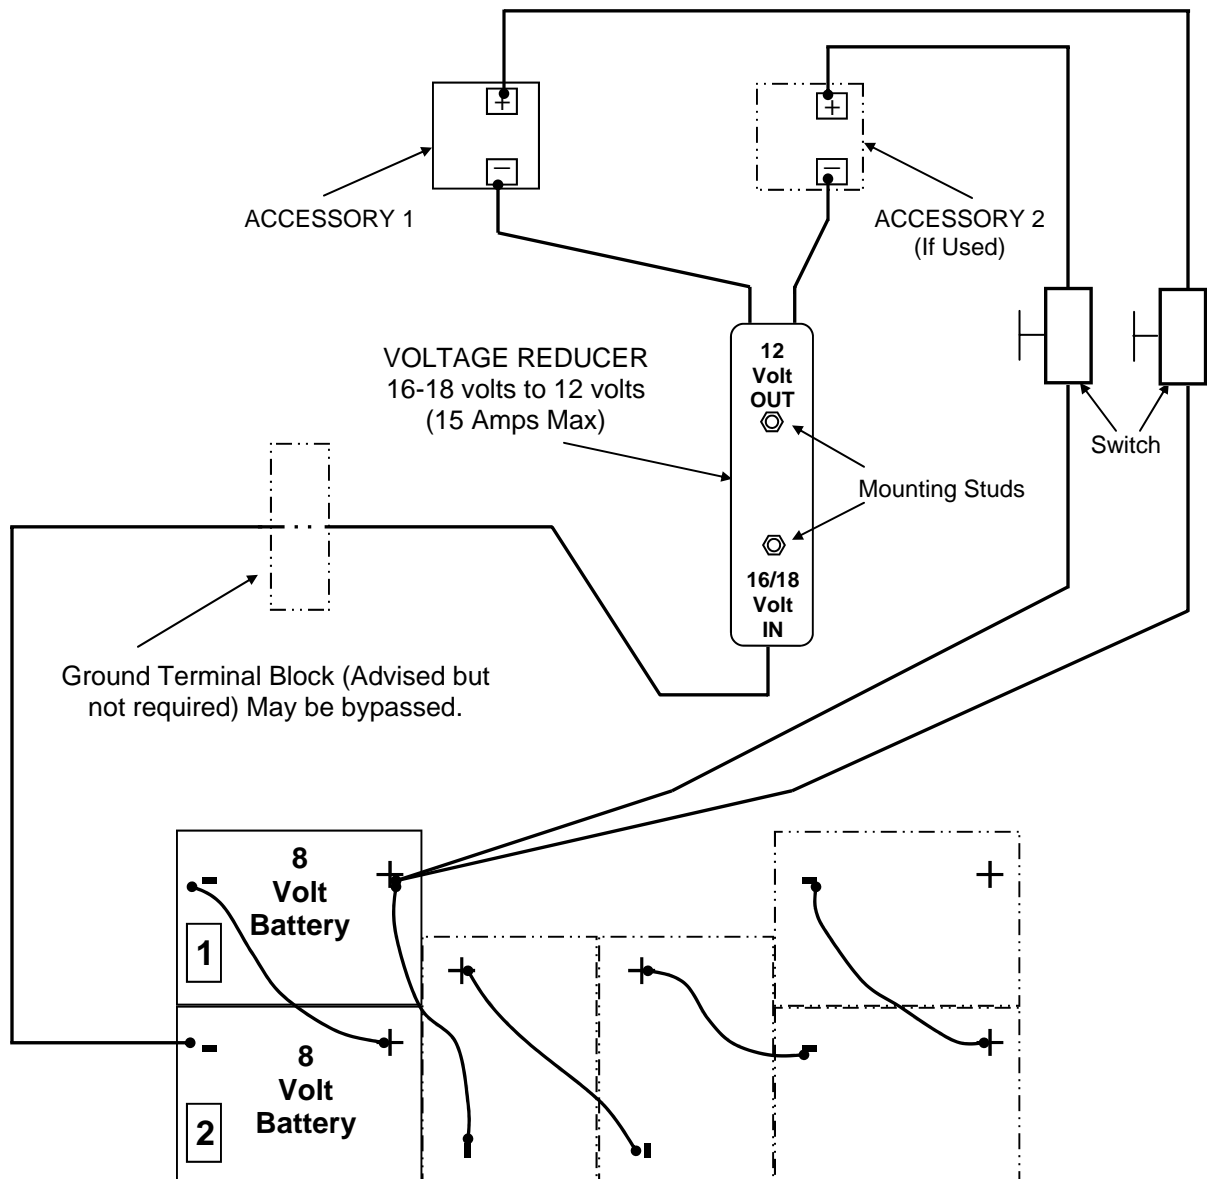 +
+
−
−
ACCESSORY 1
ACCESSORY 2
(If Used)
12
Volt
OUT
VOLTAGE REDUCER
16-18 volts to 12 volts
(15 Amps Max)
Switch
Mounting Studs
16/18
Volt
IN
Ground Terminal Block (Advised but
not required) May be bypassed.
8
Volt
Battery
-
+
1
-
+
+
+
8
Volt
Battery
-
+
2
-
+
-
-